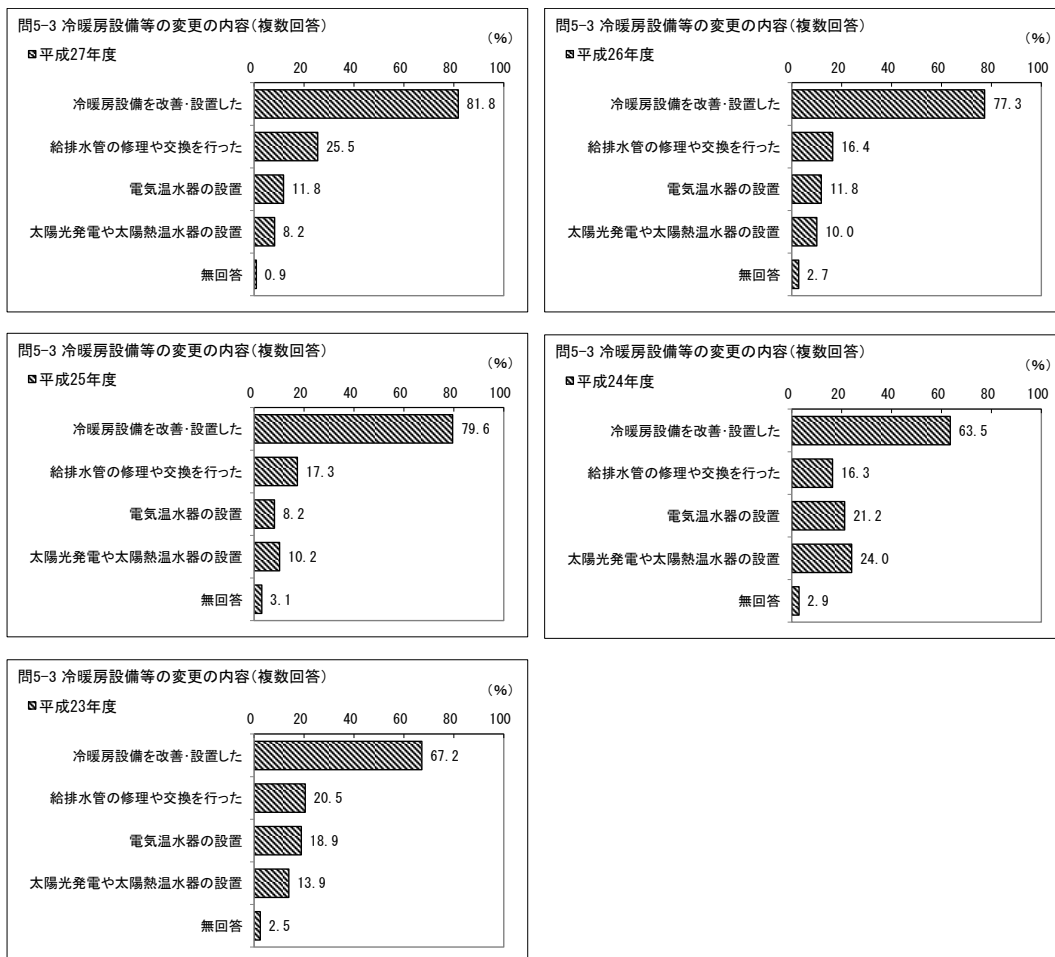 問5-3 冷暖房設備等の変更の内容(複数回答)
(%)
平成27年度
0 20 40 60 80 100
冷暖房設備を改善・設置した 81.8
給排水管の修理や交換を行った 25.5
電気温水器の設置 11.8
太陽光発電や太陽熱温水器の設置 8.2
無回答 0.9
問5-3 冷暖房設備等の変更の内容(複数回答)
(%)
平成26年度
0 20 40 60 80 100
冷暖房設備を改善・設置した 77.3
給排水管の修理や交換を行った 16.4
電気温水器の設置 11.8
太陽光発電や太陽熱温水器の設置 10.0
無回答 2.7
問5-3 冷暖房設備等の変更の内容(複数回答)
(%)
平成25年度
0 20 40 60 80 100
冷暖房設備を改善・設置した 79.6
給排水管の修理や交換を行った 17.3
電気温水器の設置 8.2
太陽光発電や太陽熱温水器の設置 10.2
無回答 3.1
問5-3 冷暖房設備等の変更の内容(複数回答)
(%)
平成24年度
0 20 40 60 80 100
冷暖房設備を改善・設置した 63.5
給排水管の修理や交換を行った 16.3
電気温水器の設置 21.2
太陽光発電や太陽熱温水器の設置 24.0
無回答 2.9
問5-3 冷暖房設備等の変更の内容(複数回答)
(%)
平成23年度
0 20 40 60 80 100
冷暖房設備を改善・設置した 67.2
給排水管の修理や交換を行った 20.5
電気温水器の設置 18.9
太陽光発電や太陽熱温水器の設置 13.9
無回答 2.5